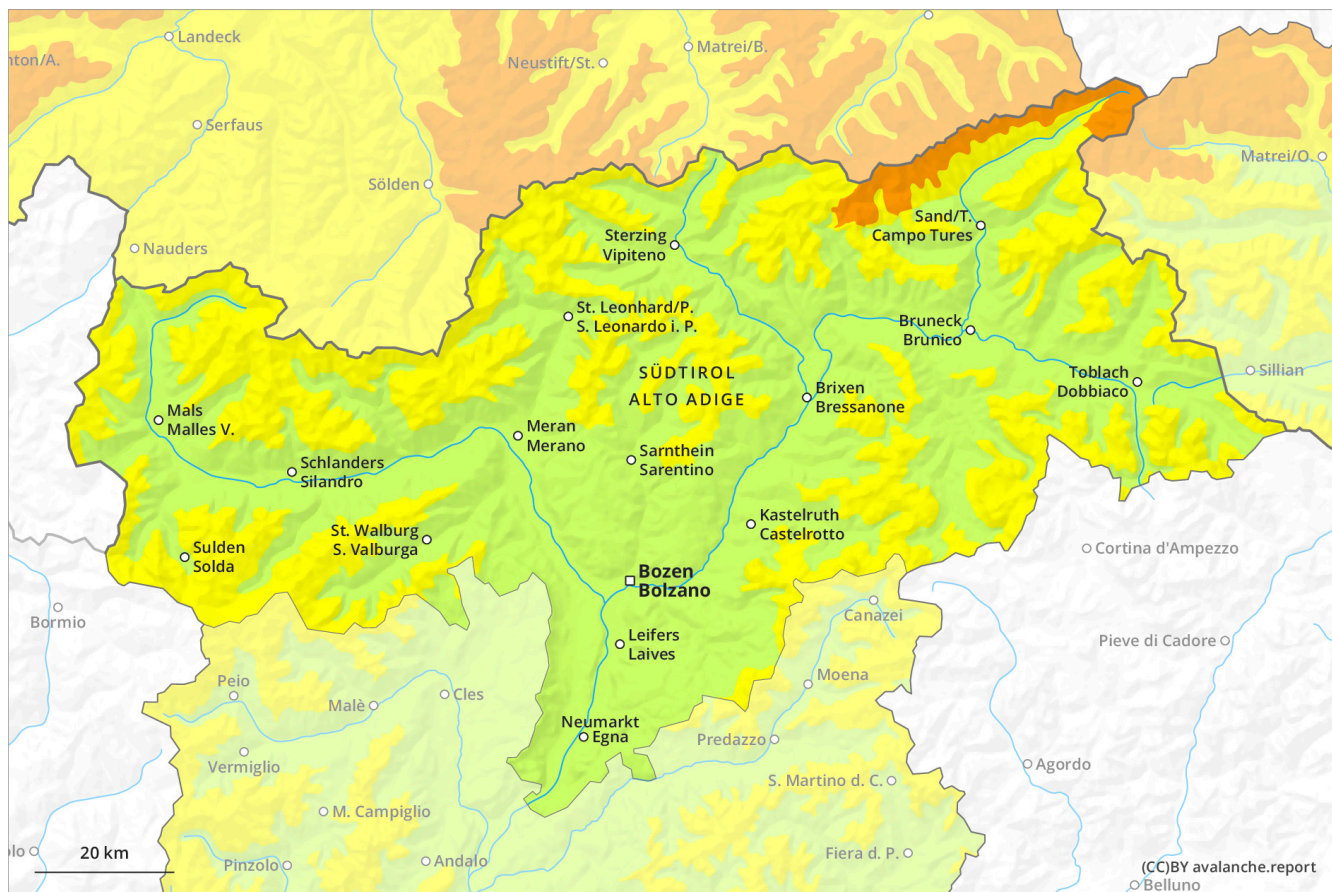 Landeck
nton/A.
Matrei/B.
Neustift/St.
Serfaus
Sölden
Matrei/O.
Nauders
Sand/T.
Campo Tures
Sterzing
Vipiteno
St. Leonhard/P.
S. Leonardo i. P.
Bruneck
Brunico
SÜDTIROL
ALTO ADIGE
Toblach
Dobbiaco
Sillian
Brixen
Bressanone
Mals
Malles V.
Meran
Merano
Schlanders
Silandro
Sarnthein
Sarentino
Kastelruth
Castelrotto
St. Walburg
S. Valburga
Sulden
Solda
Cortina d'Ampezzo
Bozen
Bolzano
Bormio
Canazei
Leifers
Laives
Pieve di Cadore
Peio
Malè
Cles
Moena
Neumarkt
Egna
Predazzo
Vermiglio
Agordo
S. Martino d. C.
M. Campiglio
olo
20 km
Pinzolo
Andalo
Fiera d. P.
(CC)BY avalanche.report
Belluno